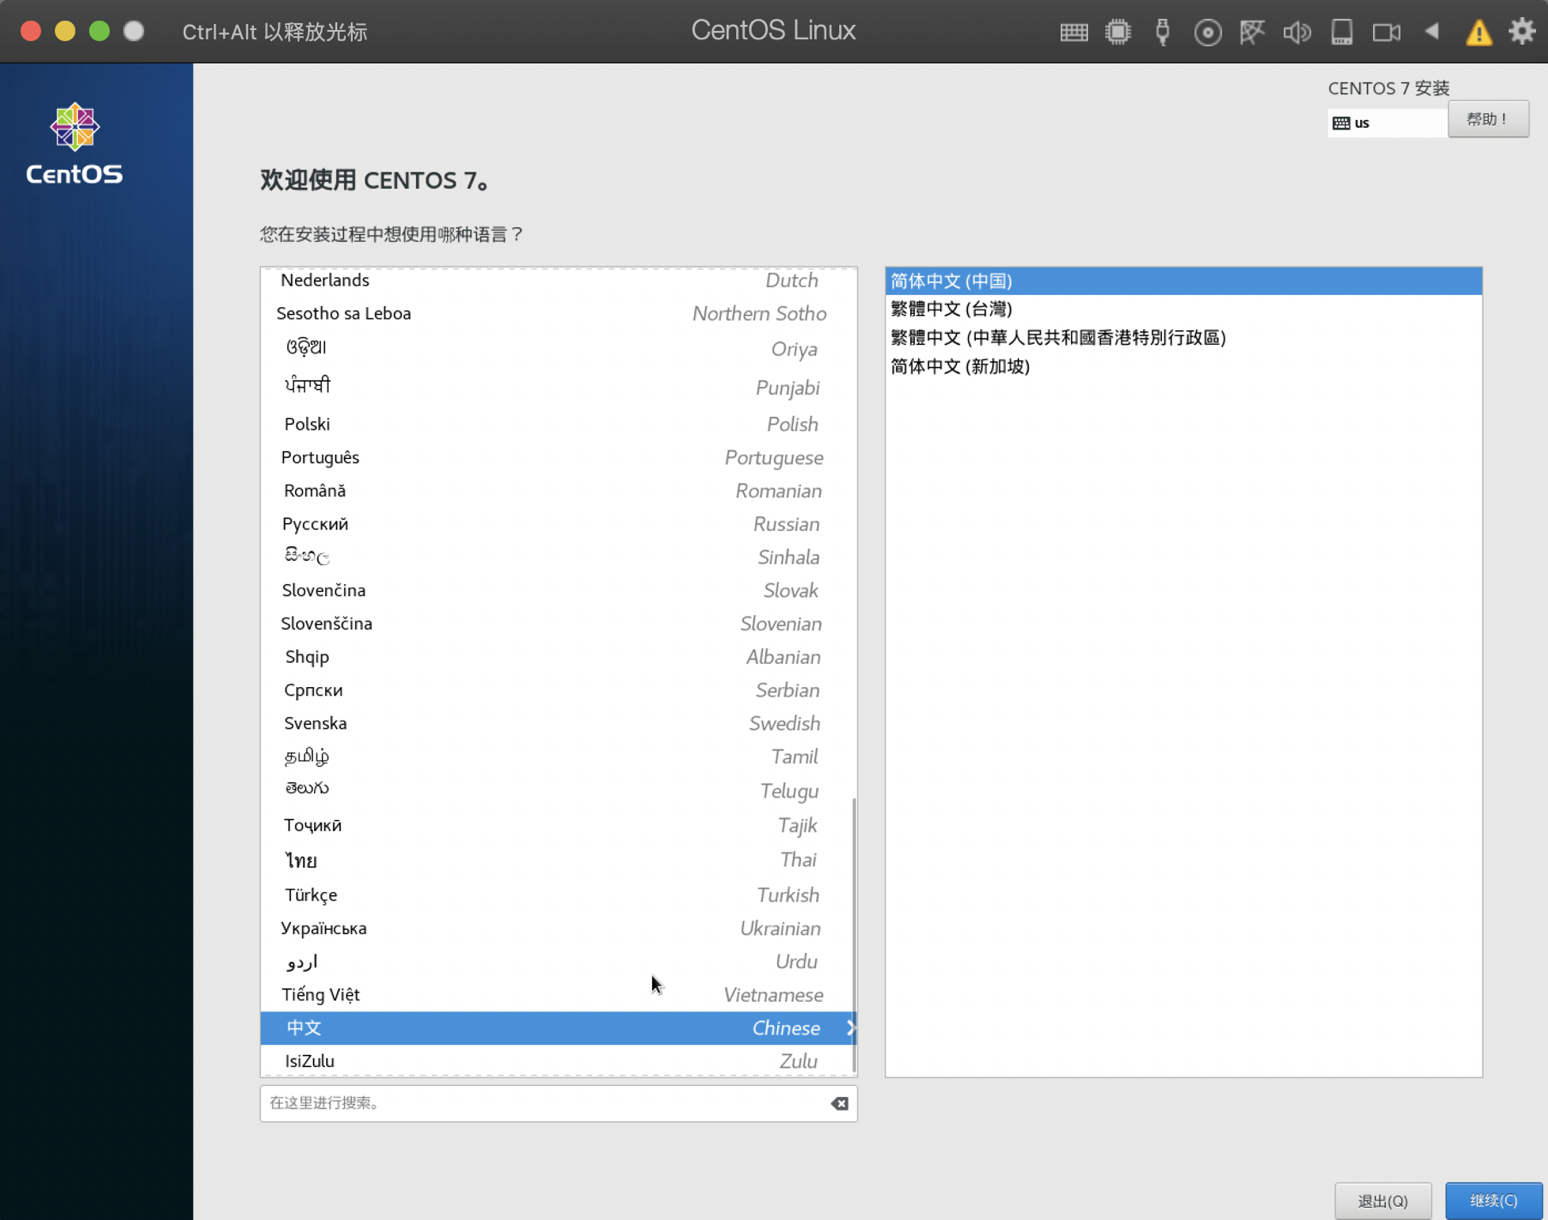 Ctrl+Alt 以释放光标
CentOS Linux
CentOS
CENTOS 7 安装
us
帮助！
欢迎使用 CENTOS 7。
您在安装过程中想使用哪种语言？
Nederlands Dutch
Sesotho sa Leboa Northern Sotho
ଓଡ଼ିଆ Oriya
ਪੰਜਾਬੀ Punjabi
Polski Polish
Português Portuguese
Română Romanian
Русский Russian
සිංහල Sinhala
Slovenčina Slovak
Slovenščina Slovenian
Shqip Albanian
Српски Serbian
Svenska Swedish
தமிழ் Tamil
తెలుగు Telugu
Тоҷикӣ Tajik
ไทย Thai
Türkçe Turkish
Українська Ukrainian
اردو Urdu
Tiếng Việt Vietnamese
中文 Chinese
IsiZulu Zulu
简体中文 (中国)
繁體中文 (台灣)
繁體中文 (中華人民共和國香港特別行政區)
简体中文 (新加坡)
在这里进行搜索。
退出(Q)
继续(C)